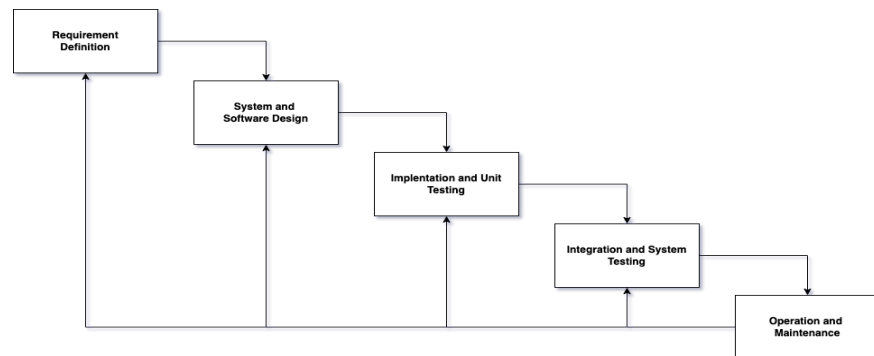 Requirement
Definition
System and
Software Design
Implentation and Unit
Testing
Integration and System
Testing
Operation and
Maintenance